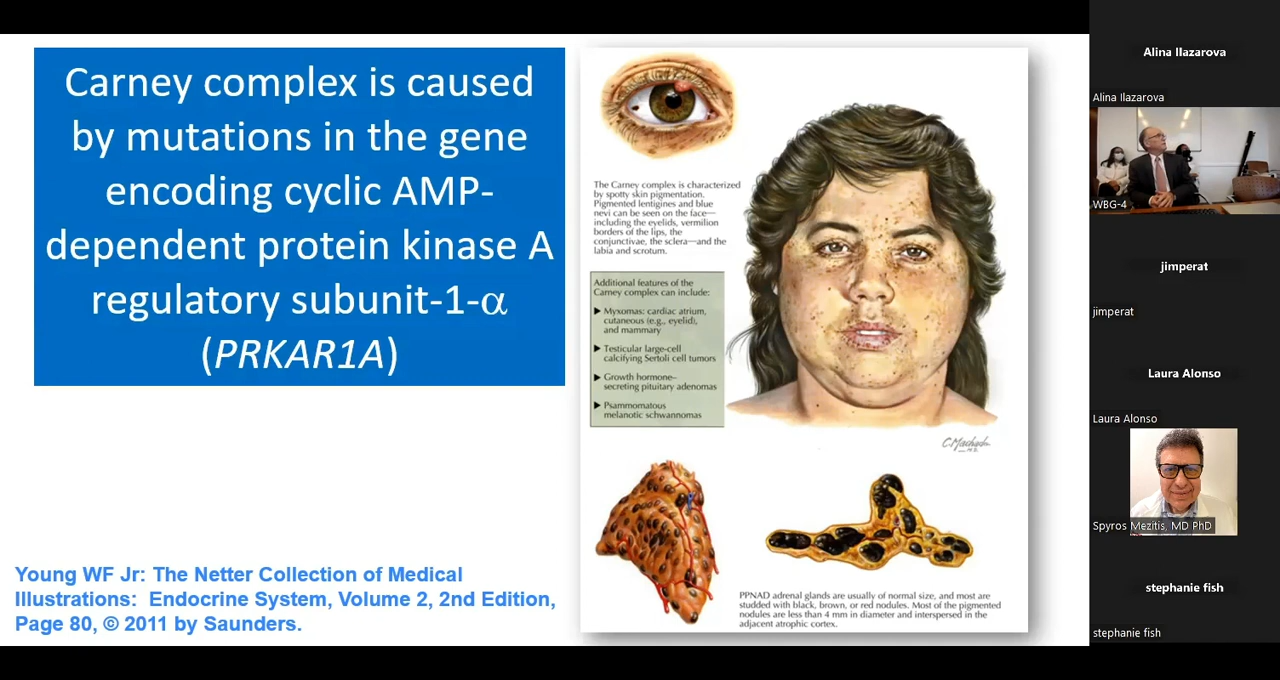 Carney complex is caused
by mutations in the gene
encoding cyclic AMP-
dependent protein kinase A
regulatory subunit-1-α
(PRKAR1A)
Young WF Jr: The Netter Collection of Medical
Illustrations: Endocrine System, Volume 2, 2nd Edition,
Page 80, © 2011 by Saunders.
The Carney complex is characterized
by spotty skin pigmentation.
Pigmented lentigines and blue
nevi can be seen on the face—
including the eyelids, vermilion
borders of the lips, the
conjunctivae, the sclera—and the
labia and scrotum.
Additional features of the
Carney complex can include:
▶ Myxomas: cardiac atrium,
cutaneous (e.g., eyelid),
and mammary
▶ Testicular large-cell
calcifying Sertoli cell tumors
▶ Growth hormone–
secreting pituitary adenomas
▶ Psammomatous
melanotic schwannomas
C.Machado
M.D.
PPNAD adrenal glands are usually of normal size, and most are
studded with black, brown, or red nodules. Most of the pigmented
nodules are less than 4 mm in diameter and interspersed in the
adjacent atrophic cortex.
Alina Ilazarova
Alina Ilazarova
WBG-4
jimperat
jimperat
Laura Alonso
Laura Alonso
Spyros Mezitis, MD PhD
stephanie fish
stephanie fish